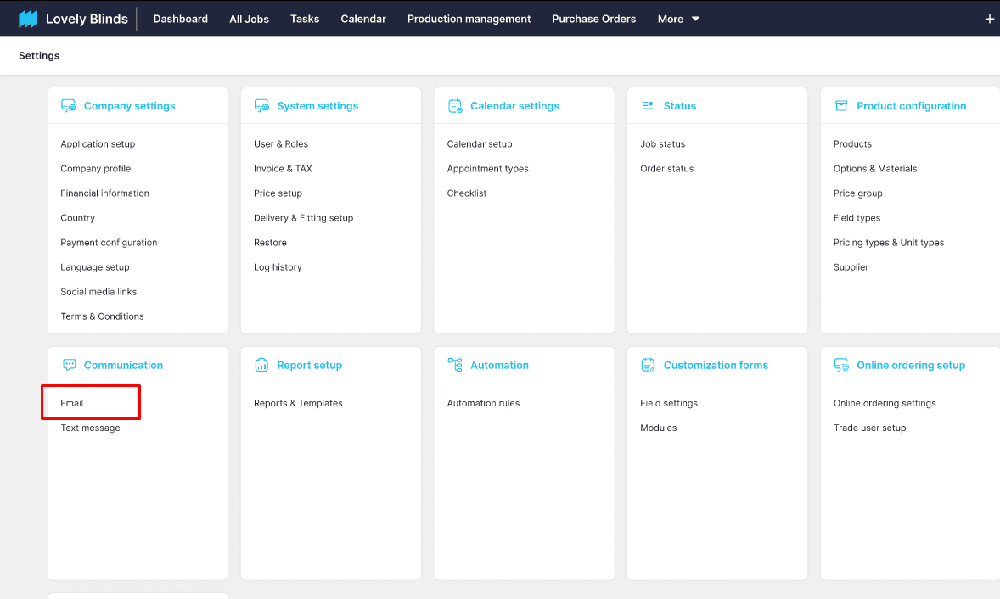 Lovely Blinds
Dashboard
All Jobs
Tasks
Calendar
Production management
Purchase Orders
More
Settings
Company settings
Application setup
Company profile
Financial information
Country
Payment configuration
Language setup
Social media links
Terms & Conditions
System settings
User & Roles
Invoice & TAX
Price setup
Delivery & Fitting setup
Restore
Log history
Calendar settings
Calendar setup
Appointment types
Checklist
Status
Job status
Order status
Product configuration
Products
Options & Materials
Price group
Field types
Pricing types & Unit types
Supplier
Communication
Email
Text message
Report setup
Reports & Templates
Automation
Automation rules
Customization forms
Field settings
Modules
Online ordering setup
Online ordering settings
Trade user setup